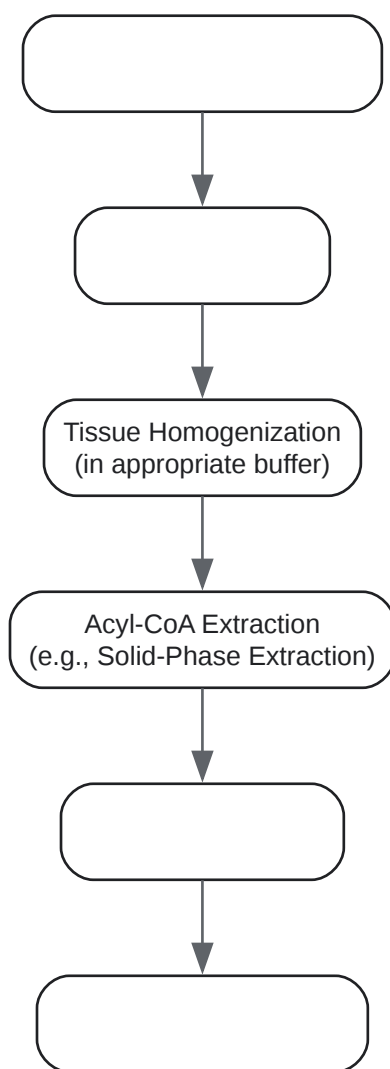 Tissue Homogenization
(in appropriate buffer)
Acyl-CoA Extraction
(e.g., Solid-Phase Extraction)